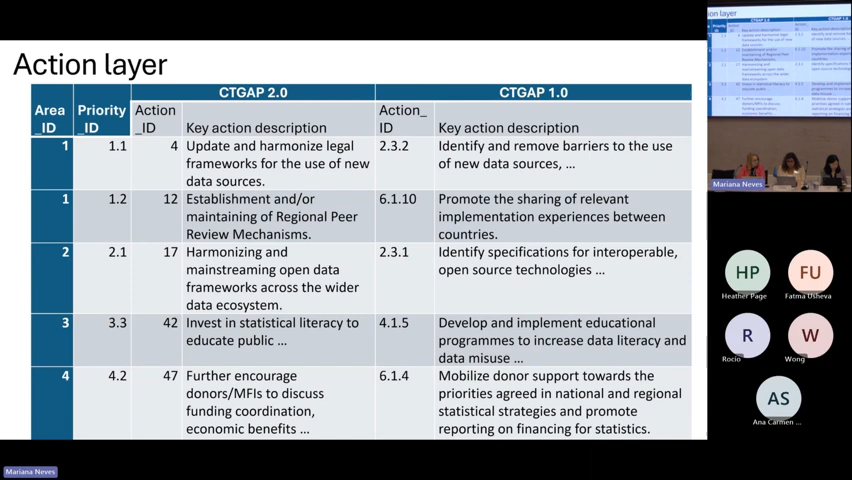 Action layer
CTGAP 2.0
CTGAP 1.0
Area
_ID
Priority
_ID
Action
_ID
Key action description
Action_
ID
Key action description
1
1.1
4
Update and harmonize legal
frameworks for the use of new
data sources.
2.3.2
Identify and remove barriers to the use
of new data sources, …
1
1.2
12
Establishment and/or
maintaining of Regional Peer
Review Mechanisms.
6.1.10
Promote the sharing of relevant
implementation experiences between
countries.
2
2.1
17
Harmonizing and
mainstreaming open data
frameworks across the wider
data ecosystem.
2.3.1
Identify specifications for interoperable,
open source technologies …
3
3.3
42
Invest in statistical literacy to
educate public …
4.1.5
Develop and implement educational
programmes to increase data literacy and
data misuse …
4
4.2
47
Further encourage
donors/MFIs to discuss
funding coordination,
economic benefits …
6.1.4
Mobilize donor support towards the
priorities agreed in national and regional
statistical strategies and promote
reporting on financing for statistics.
Mariana Neves
HP
Heather Page
FU
Fatma Usheva
R
Rocio
W
Wong
AS
Ana Carmen ...
Mariana Neves